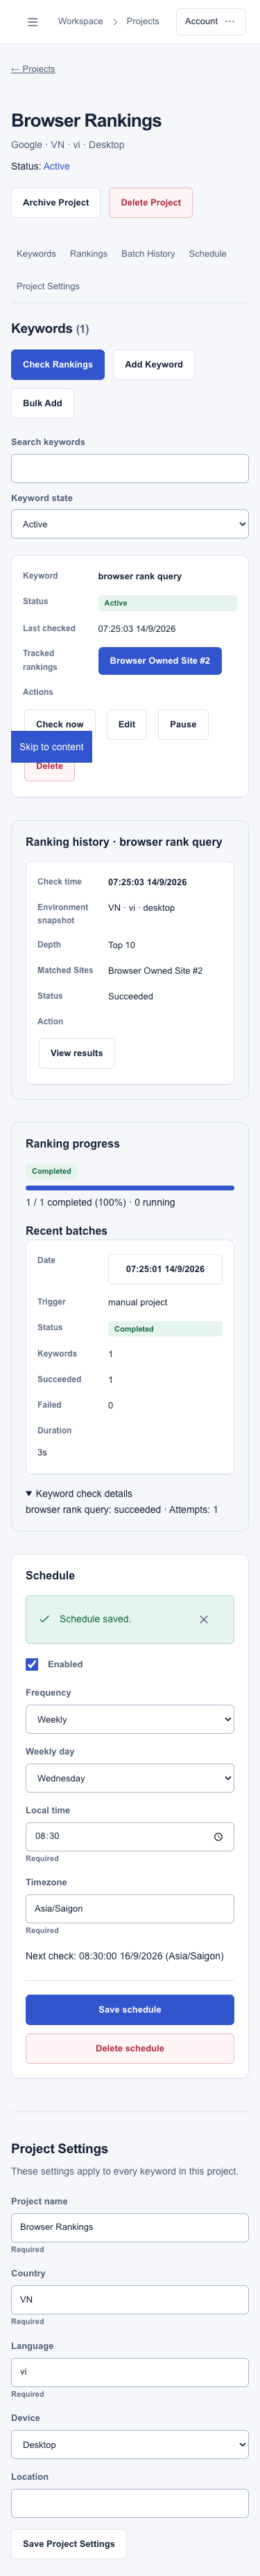 Workspace > Projects Account ...
← Projects
Browser Rankings
Google · VN · vi · Desktop
Status: Active
Archive Project Delete Project
Keywords Rankings Batch History Schedule
Project Settings
Keywords (1)
Check Rankings Add Keyword
Bulk Add
Search keywords
Keyword state
Active
Keyword browser rank query
Status Active
Last checked 07:25:03 14/9/2026
Tracked
rankings
Browser Owned Site #2
Actions
Check now Edit Pause
Skip to content
Delete
Ranking history · browser rank query
Check time 07:25:03 14/9/2026
Environment
snapshot
VN · vi · desktop
Depth Top 10
Matched Sites Browser Owned Site #2
Status Succeeded
Action
View results
Ranking progress
Completed
1 / 1 completed (100%) · 0 running
Recent batches
Date 07:25:01 14/9/2026
Trigger manual project
Status Completed
Keywords 1
Succeeded 1
Failed 0
Duration
3s
▼ Keyword check details
browser rank query: succeeded · Attempts: 1
Schedule
Schedule saved.
Enabled
Frequency
Weekly
Weekly day
Wednesday
Local time
08:30
Required
Timezone
Asia/Saigon
Required
Next check: 08:30:00 16/9/2026 (Asia/Saigon)
Save schedule
Delete schedule
Project Settings
These settings apply to every keyword in this project.
Project name
Browser Rankings
Required
Country
VN
Required
Language
vi
Required
Device
Desktop
Location
Save Project Settings